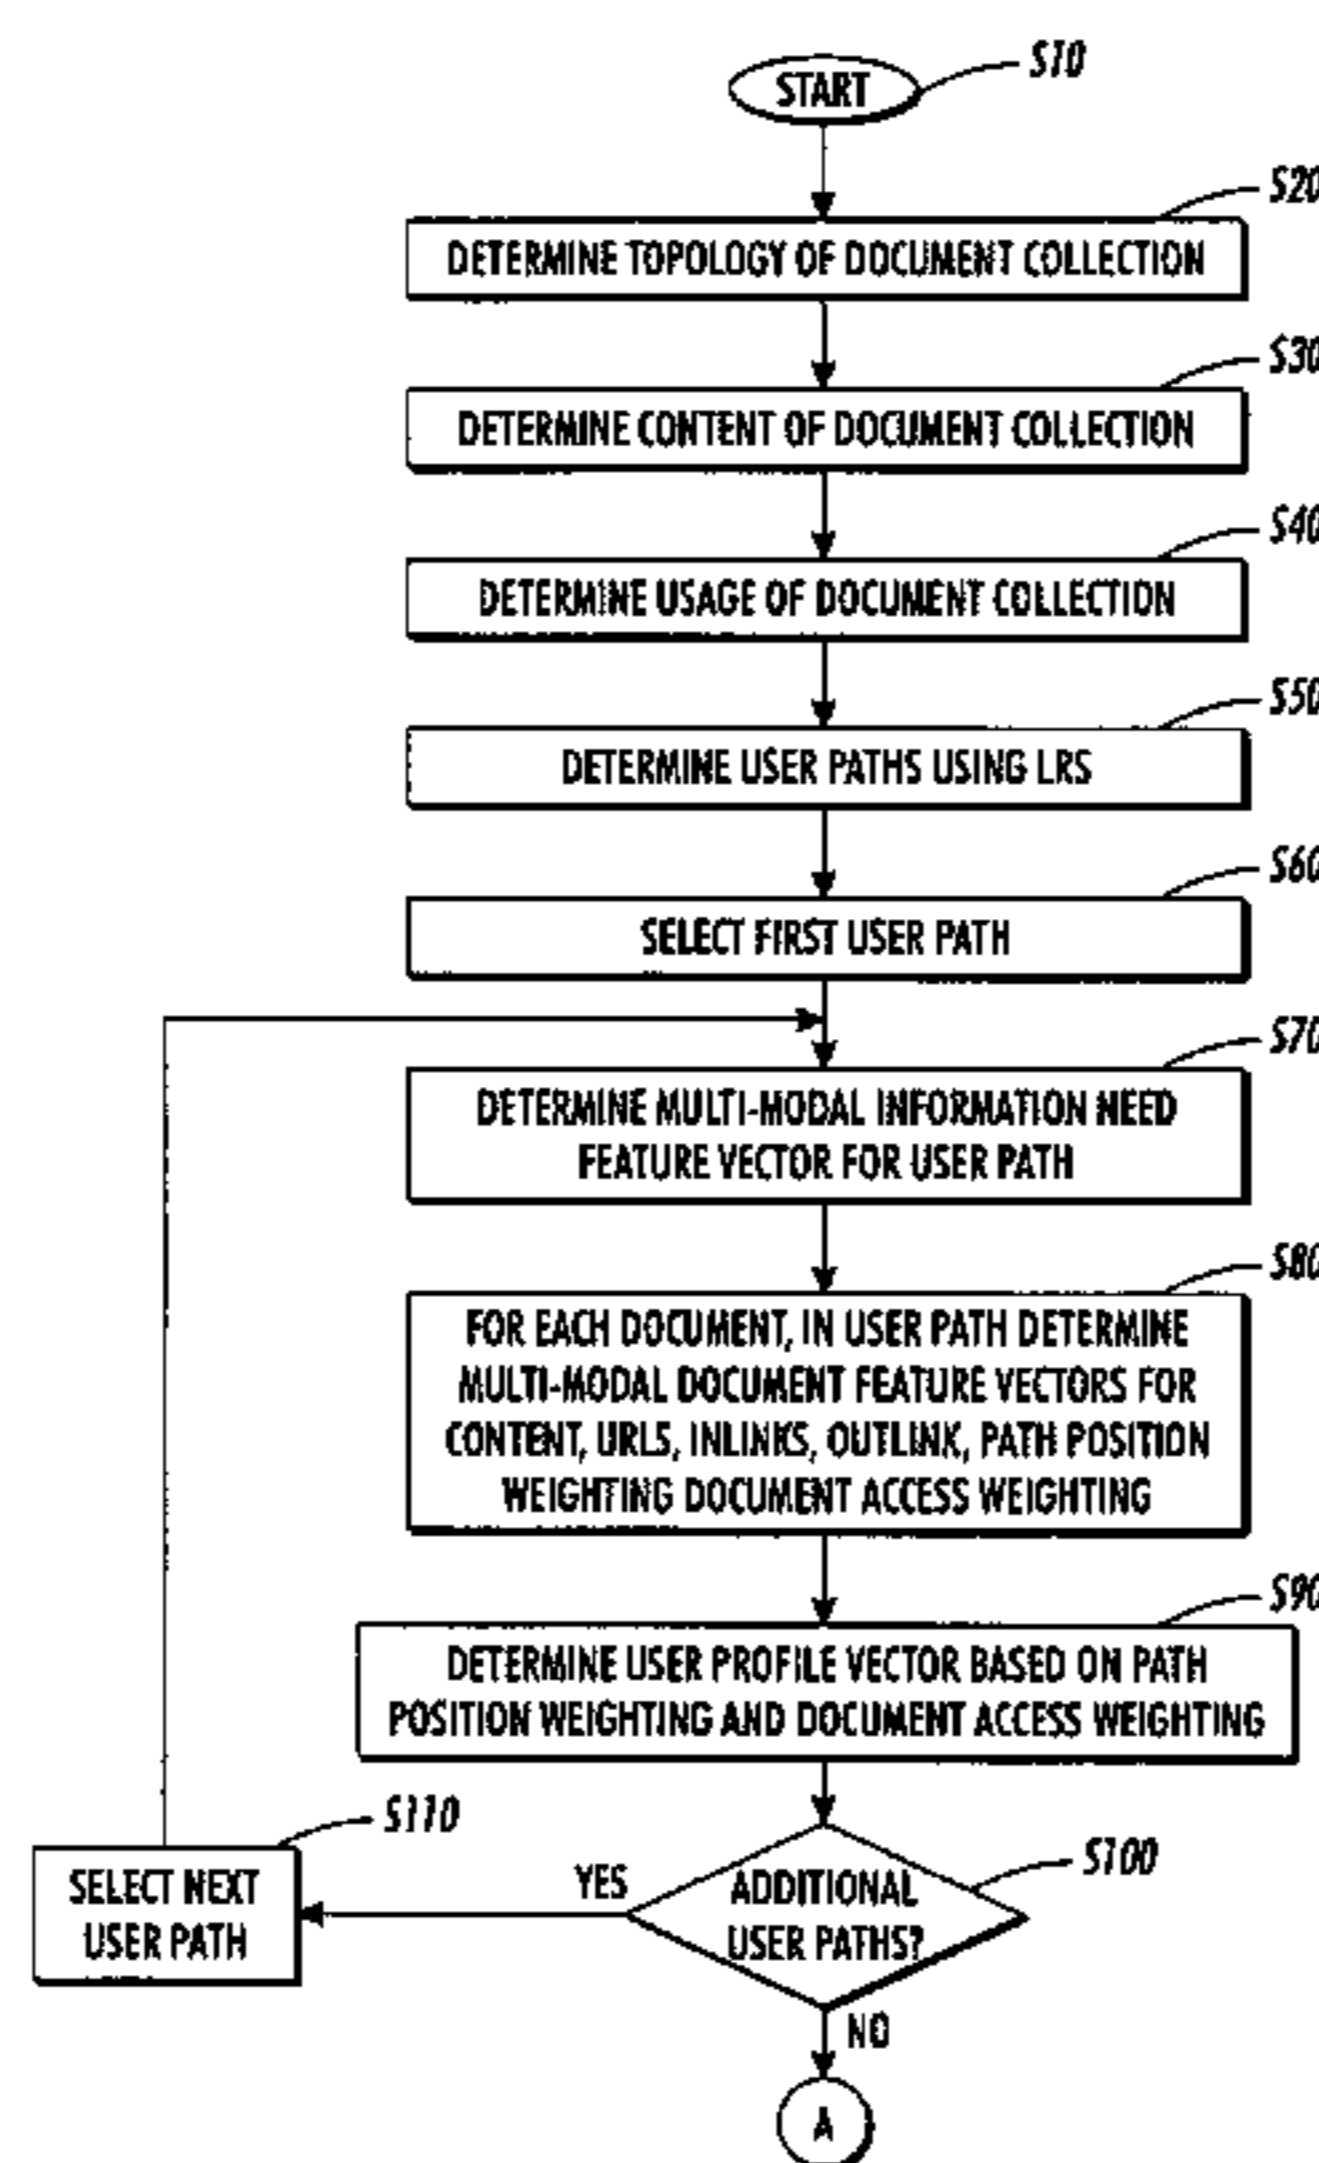 START
S10
S20
DETERMINE TOPOLOGY OF DOCUMENT COLLECTION
S30
DETERMINE CONTENT OF DOCUMENT COLLECTION
S40
DETERMINE USAGE OF DOCUMENT COLLECTION
S50
DETERMINE USER PATHS USING LRS
S60
SELECT FIRST USER PATH
S70
DETERMINE MULTI-MODAL INFORMATION NEED
FEATURE VECTOR FOR USER PATH
S80
FOR EACH DOCUMENT, IN USER PATH DETERMINE
MULTI-MODAL DOCUMENT FEATURE VECTORS FOR
CONTENT, URLS, INLINKS, OUTLINK, PATH POSITION
WEIGHTING DOCUMENT ACCESS WEIGHTING
S90
DETERMINE USER PROFILE VECTOR BASED ON PATH
POSITION WEIGHTING AND DOCUMENT ACCESS WEIGHTING
S110
SELECT NEXT
USER PATH
YES
S100
ADDITIONAL
USER PATHS?
NO
A